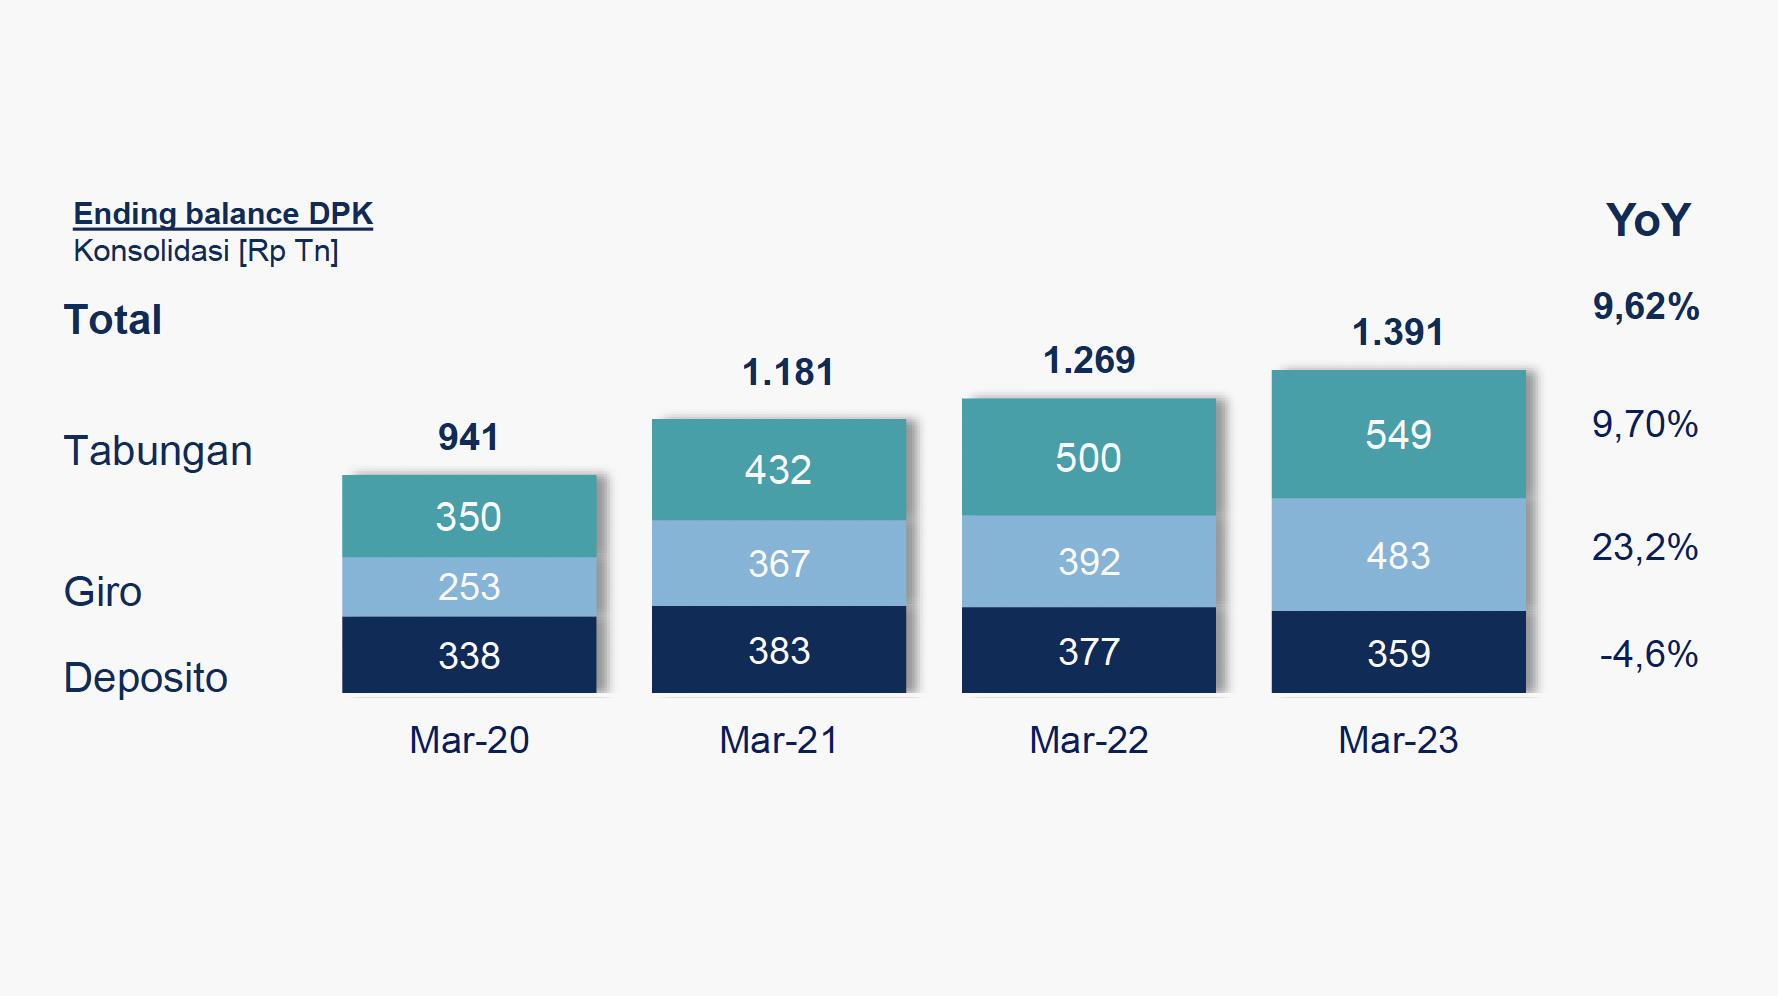 Ending balance DPK
Konsolidasi [Rp Tn]
YoY
Total
941
1.181
1.269
1.391
9,62%
Tabungan
350
432
500
549
9,70%
Giro
253
367
392
483
23,2%
Deposito
338
383
377
359
-4,6%
Mar-20
Mar-21
Mar-22
Mar-23